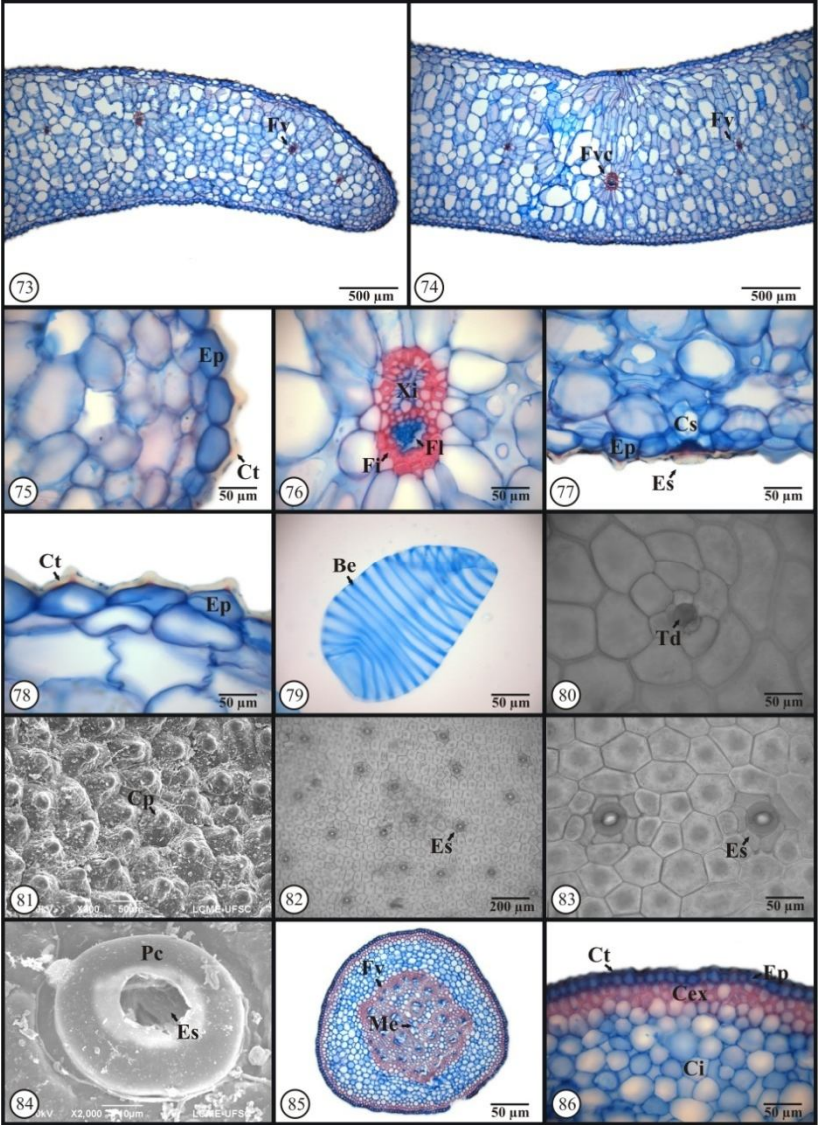 Fv
73
500 µm
Fvc
Fv
74
500 µm
Ep
Ct
75
50 µm
Xi
Fi
Fl
76
50 µm
Cs
Ep
Es
77
50 µm
Ct
Ep
78
50 µm
Be
79
50 µm
Td
80
50 µm
Cp
81
LCME-UFSC
Es
82
200 µm
Es
83
50 µm
Pc
Es
84
X2,000 10µm LCME-UFSC
Fv
Me
85
50 µm
Ct
Ep
Cex
Ci
86
50 µm